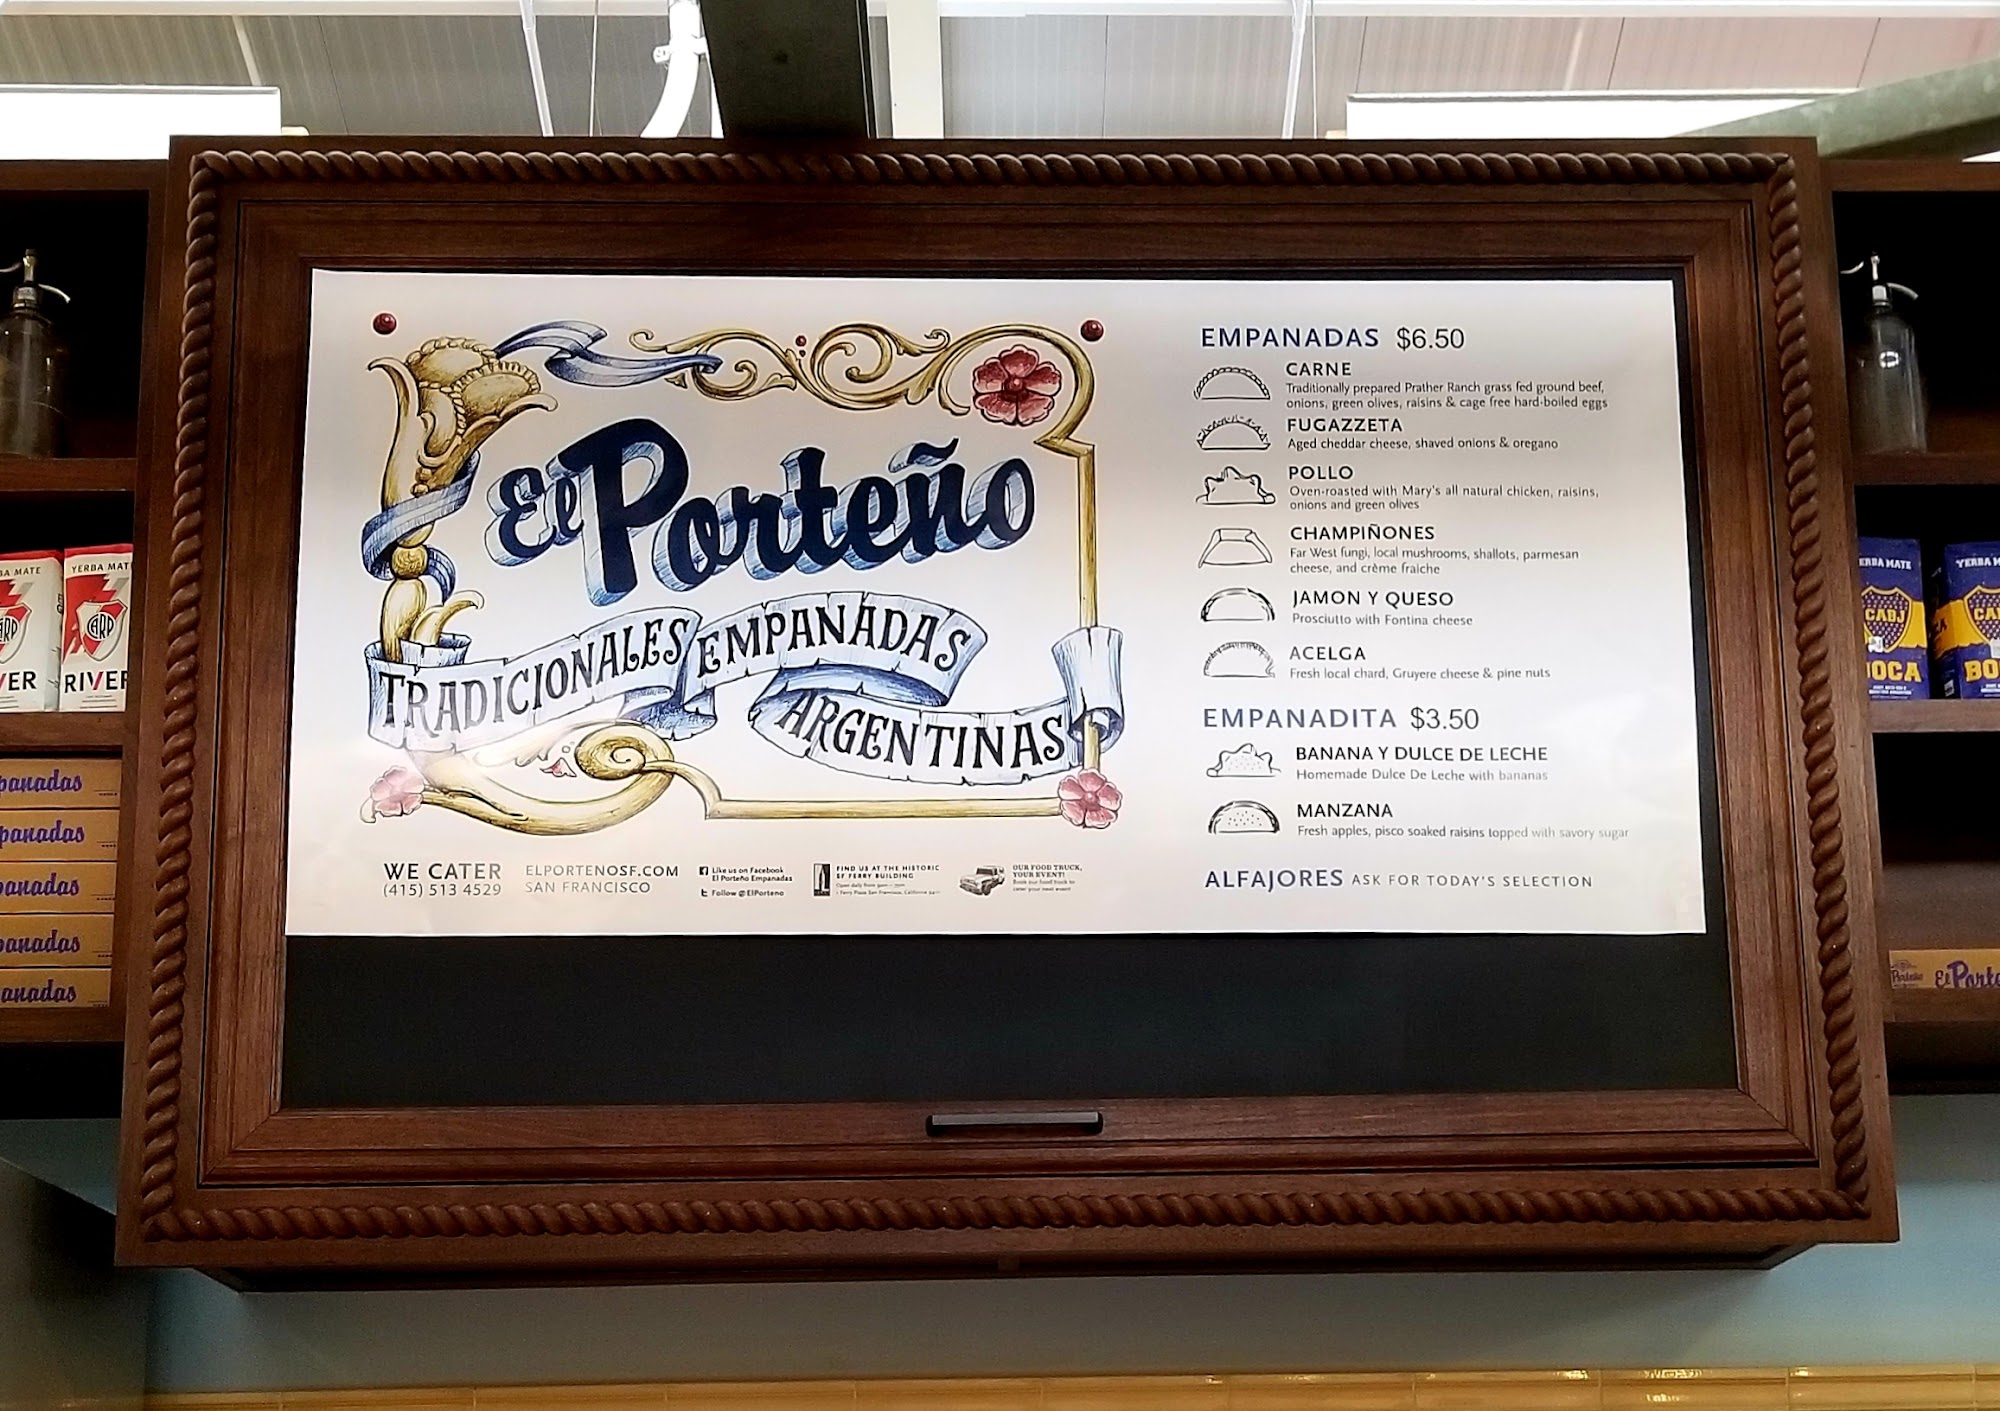 El Porteño
TRADICIONALES EMPANADAS
ARGENTINAS
WE CATER
(415) 513 4529
ELPORTENOSF.COM
SAN FRANCISCO
Like us on Facebook
El Porteño Empanadas
Follow @ElPorteno
FIND US AT THE HISTORIC
SF FERRY BUILDING
OUR FOOD TRUCK,
YOUR EVENT!
EMPANADAS $6.50
CARNE
Traditionally prepared Prather Ranch grass fed ground beef,
onions, green olives, raisins & cage free hard-boiled eggs
FUGAZZETA
Aged cheddar cheese, shaved onions & oregano
POLLO
Oven-roasted with Mary's all natural chicken, raisins,
onions and green olives
CHAMPIÑONES
Far West fungi, local mushrooms, shallots, parmesan
cheese, and crème fraiche
JAMON Y QUESO
Prosciutto with Fontina cheese
ACELGA
Fresh local chard, Gruyere cheese & pine nuts
EMPANADITA $3.50
BANANA Y DULCE DE LECHE
Homemade Dulce De Leche with bananas
MANZANA
Fresh apples, pisco soaked raisins topped with savory sugar
ALFAJORES ASK FOR TODAY'S SELECTION
YERBA MATE
CARP
RIVER
panadas
panadas
panadas
panadas
anadas
CABJ